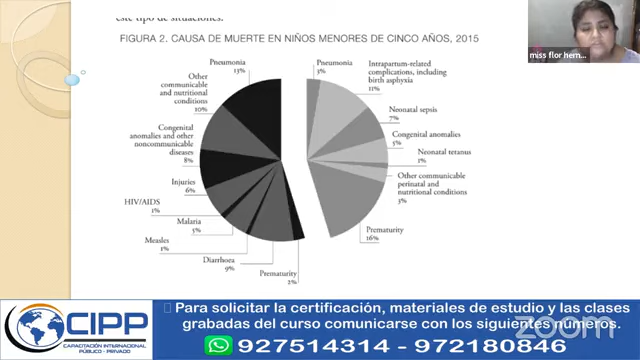 este tipo de situaciones.
FIGURA 2. CAUSA DE MUERTE EN NIÑOS MENORES DE CINCO AÑOS, 2015
Pneumonia
13%
Other
communicable
and nutritional
conditions
10%
Congenital
anomalies and other
noncommunicable
diseases
8%
Injuries
6%
HIV/AIDS
1%
Malaria
5%
Measles
1%
Diarrhoea
9%
Prematurity
2%
Pneumonia
3%
Intrapartum-related
complications, including
birth asphyxia
11%
Neonatal sepsis
7%
Congenital anomalies
5%
Neonatal tetanus
1%
Other communicable
perinatal and nutritional
conditions
3%
Prematurity
16%
miss flor hern...
zoom
CIPP
CAPACITACIÓN INTERNACIONAL
PÚBLICO - PRIVADO
Para solicitar la certificación, materiales de estudio y las clases
grabadas del curso comunicarse con los siguientes números.
927514314 - 972180846